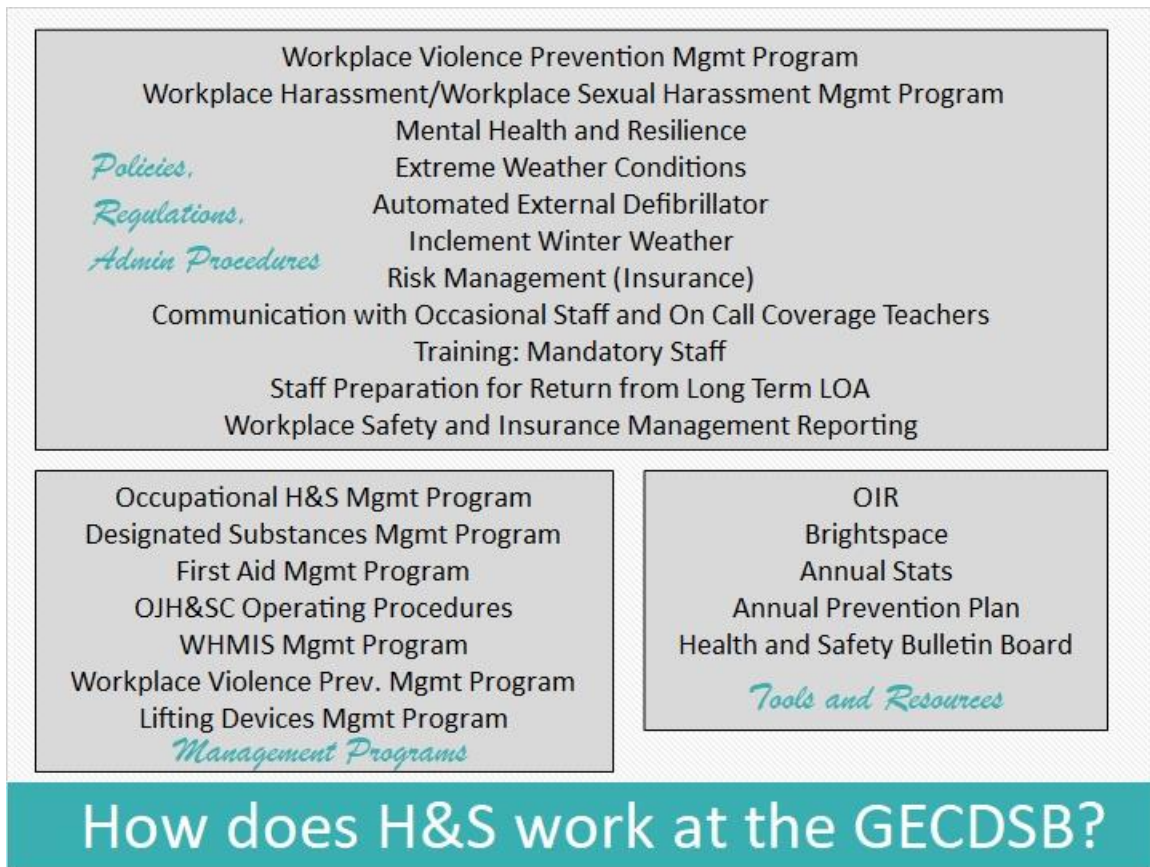 Workplace Violence Prevention Mgmt Program
Workplace Harassment/Workplace Sexual Harassment Mgmt Program
Mental Health and Resilience
Extreme Weather Conditions
Automated External Defibrillator
Inclement Winter Weather
Risk Management (Insurance)
Communication with Occasional Staff and On Call Coverage Teachers
Training: Mandatory Staff
Staff Preparation for Return from Long Term LOA
Workplace Safety and Insurance Management Reporting
Policies,
Regulations,
Admin Procedures
Occupational H&S Mgmt Program
Designated Substances Mgmt Program
First Aid Mgmt Program
OJH&SC Operating Procedures
WHMIS Mgmt Program
Workplace Violence Prev. Mgmt Program
Lifting Devices Mgmt Program
Management Programs
OIR
Brightspace
Annual Stats
Annual Prevention Plan
Health and Safety Bulletin Board
Tools and Resources
How does H&S work at the GECDSB?